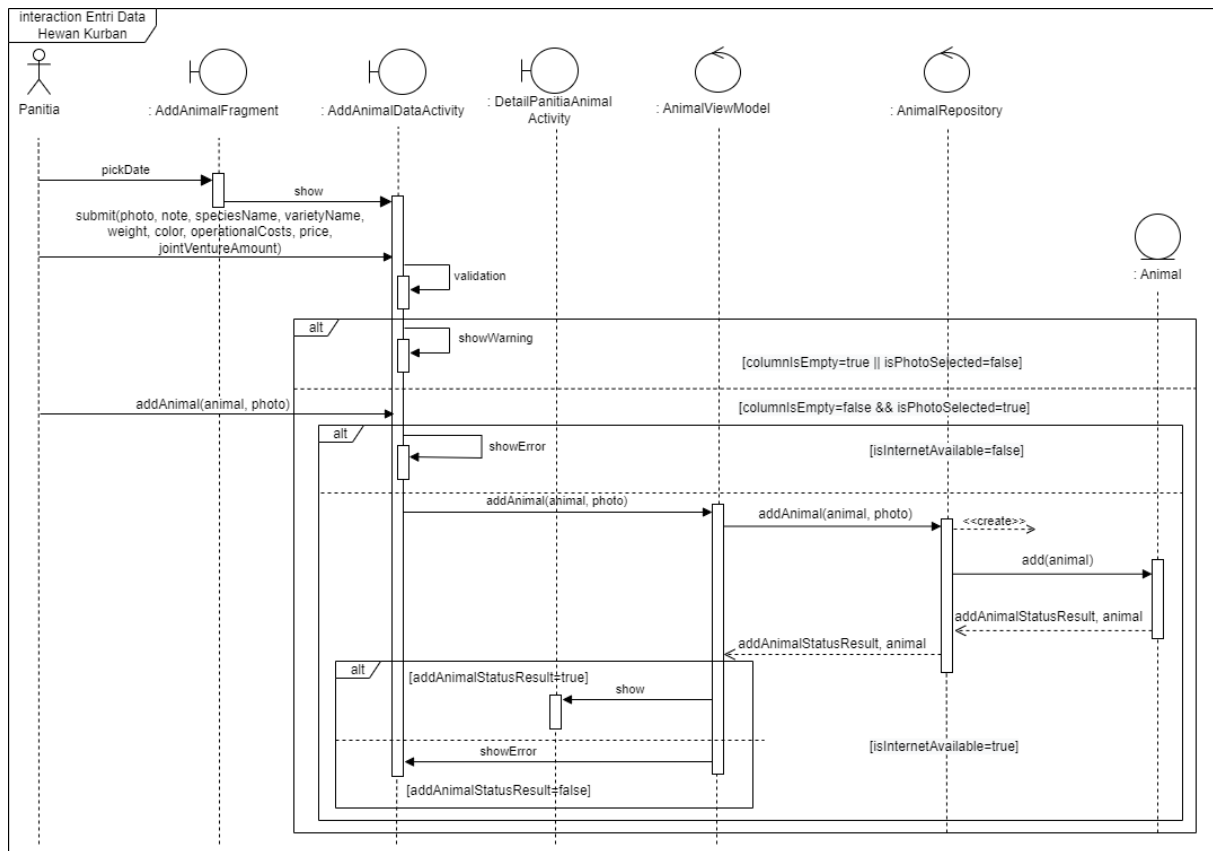 interaction Entri Data
Hewan Kurban
Panitia
: AddAnimalFragment
: AddAnimalDataActivity
: DetailPanitiaAnimal
Activity
: AnimalViewModel
: AnimalRepository
pickDate
show
submit(photo, note, speciesName, varietyName,
weight, color, operationalCosts, price,
jointVentureAmount)
: Animal
validation
alt
showWarning
[columnIsEmpty=true || isPhotoSelected=false]
addAnimal(animal, photo)
[columnIsEmpty=false && isPhotoSelected=true]
alt
showError
[isInternetAvailable=false]
addAnimal(animal, photo)
addAnimal(animal, photo)
<<create>>
add(animal)
addAnimalStatusResult, animal
addAnimalStatusResult, animal
alt
[addAnimalStatusResult=true]
show
showError
[isInternetAvailable=true]
[addAnimalStatusResult=false]